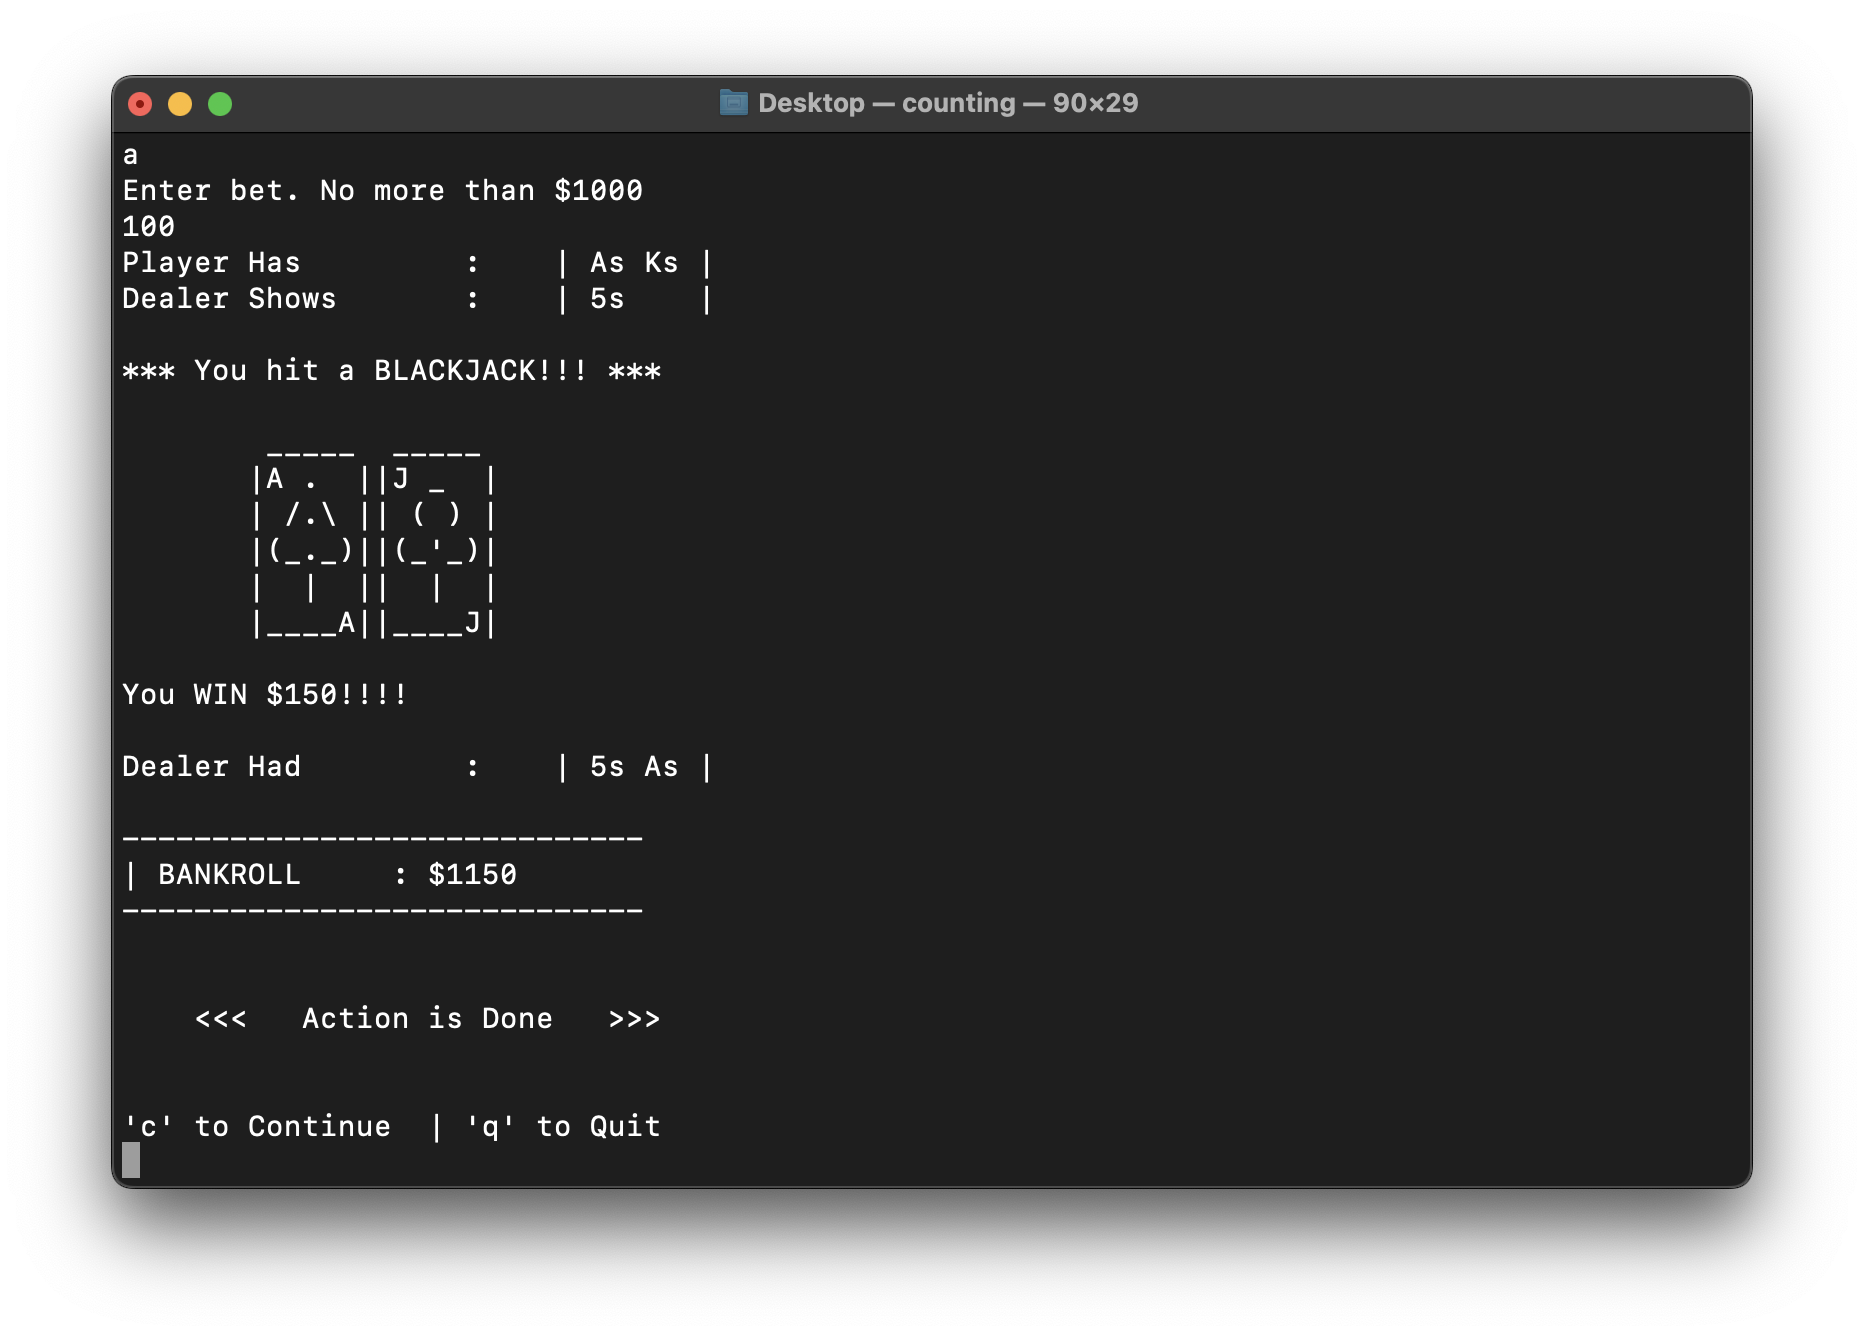 Desktop — counting — 90×29
a
Enter bet. No more than $1000
100
Player Has         :    | As Ks |
Dealer Shows       :    | 5s    |
*** You hit a BLACKJACK!!! ***
        _____  _____
       |A .  ||J _  |
       | /.\ || ( ) |
       |(_._)||(_'_)|
       |  |  ||  |  |
       |____A||____J|
You WIN $150!!!!
Dealer Had         :    | 5s As |
-----------------------------
| BANKROLL     : $1150
-----------------------------
    <<<   Action is Done   >>>
'c' to Continue  | 'q' to Quit